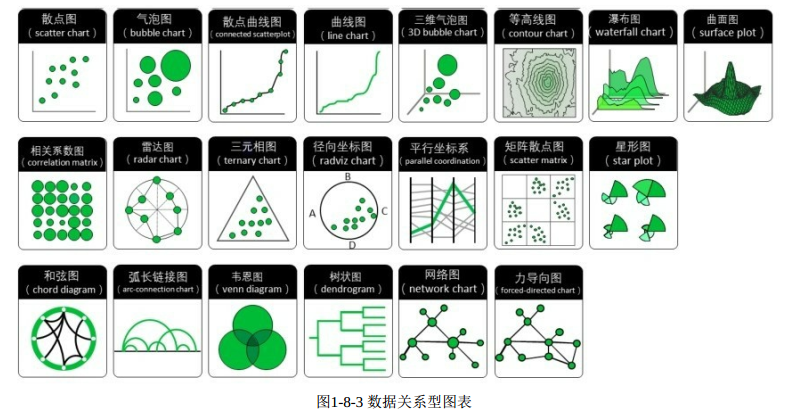 散点图
( scatter chart )
气泡图
( bubble chart )
散点曲线图
( connected scatterplot )
曲线图
( line chart )
三维气泡图
( 3D bubble chart )
等高线图
( contour chart )
瀑布图
( waterfall chart )
曲面图
( surface plot )
相关系数图
( correlation matrix )
雷达图
( radar chart )
三元相图
( ternary chart )
径向坐标图
( radviz chart )
B
A
C
D
平行坐标系
( parallel coordination )
矩阵散点图
( scatter matrix )
星形图
( star plot )
和弦图
( chord diagram )
弧长链接图
( arc-connection chart )
韦恩图
( venn diagram )
树状图
( dendrogram )
网络图
( network chart )
力导向图
( forced-directed chart )
图1-8-3 数据关系型图表